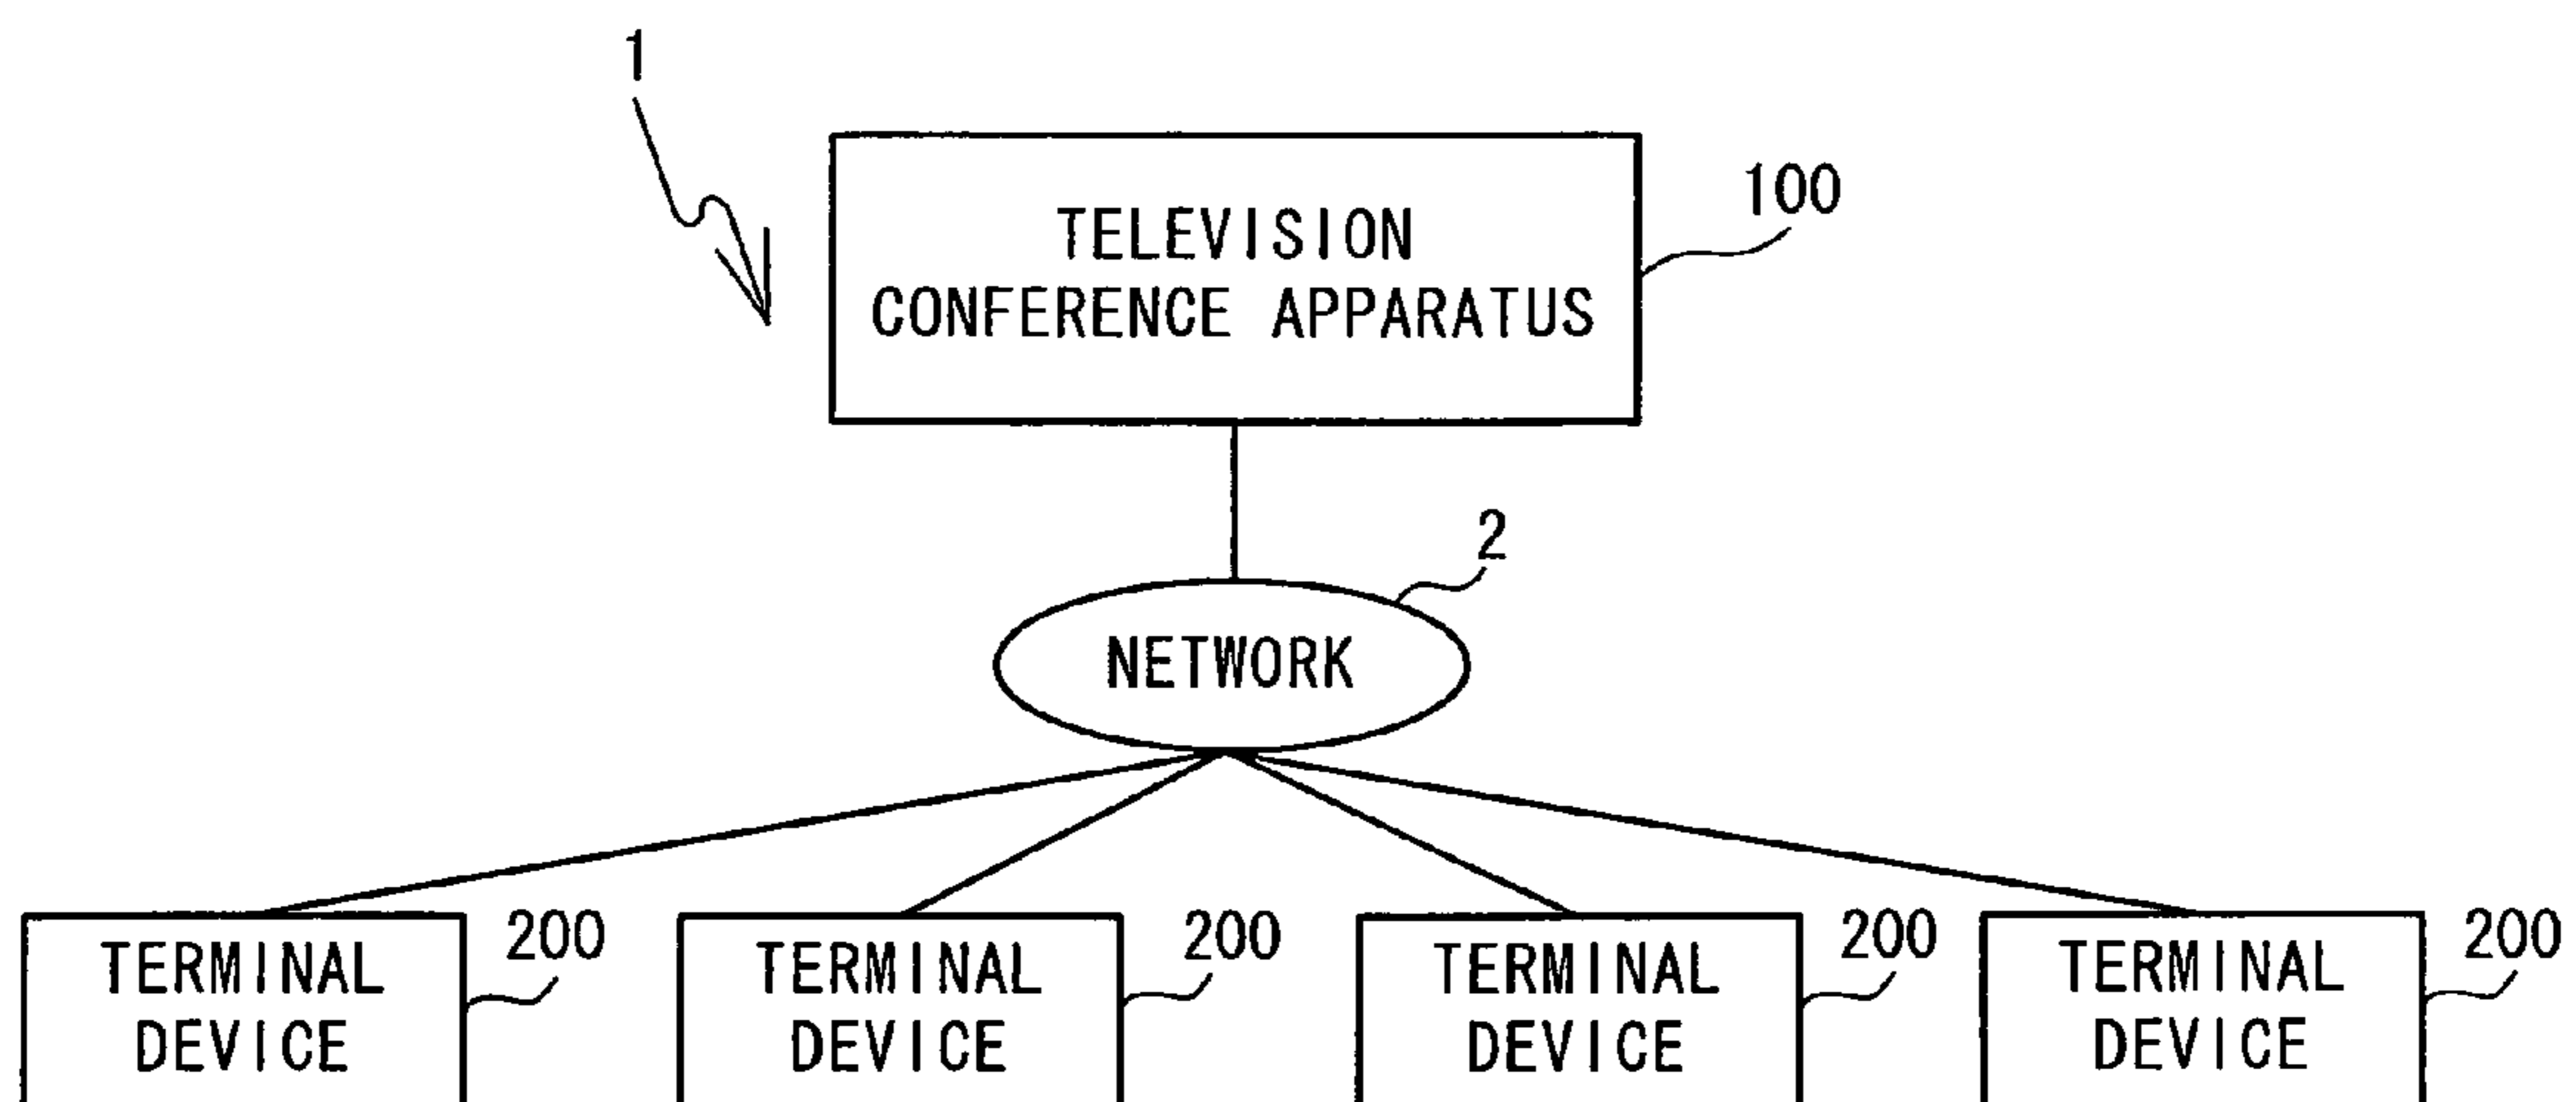 1
TELEVISION
CONFERENCE APPARATUS
100
2
NETWORK
TERMINAL
DEVICE
200
TERMINAL
DEVICE
200
TERMINAL
DEVICE
200
TERMINAL
DEVICE
200